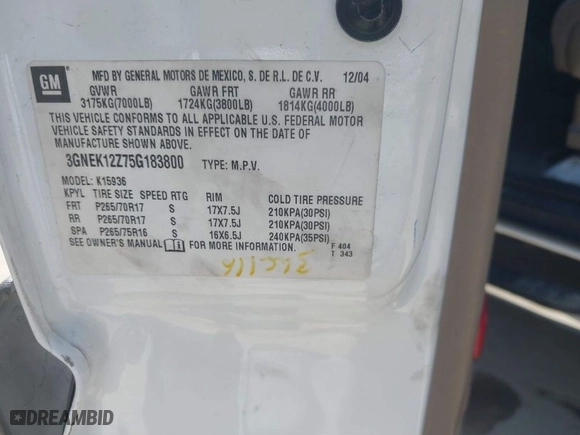 GM
MFD BY GENERAL MOTORS DE MEXICO, S. DE R.L. DE C.V. 12/04
GVWR GAWR FRT GAWR RR
3175KG(7000LB) 1724KG(3800LB) 1814KG(4000LB)
THIS VEHICLE CONFORMS TO ALL APPLICABLE U.S. FEDERAL MOTOR
VEHICLE SAFETY STANDARDS IN EFFECT ON THE DATE OF
MANUFACTURE SHOWN ABOVE.
3GNEK12Z75G183800 TYPE: M.P.V.
MODEL: K15936
KPYL TIRE SIZE SPEED RTG RIM COLD TIRE PRESSURE
FRT P265/70R17 S 17X7.5J 210KPA(30PSI)
RR P265/70R17 S 17X7.5J 210KPA(30PSI)
SPA P265/75R16 S 16X6.5J 240KPA(35PSI)
SEE OWNER'S MANUAL FOR MORE INFORMATION. F 404
T 343
DREAMBID